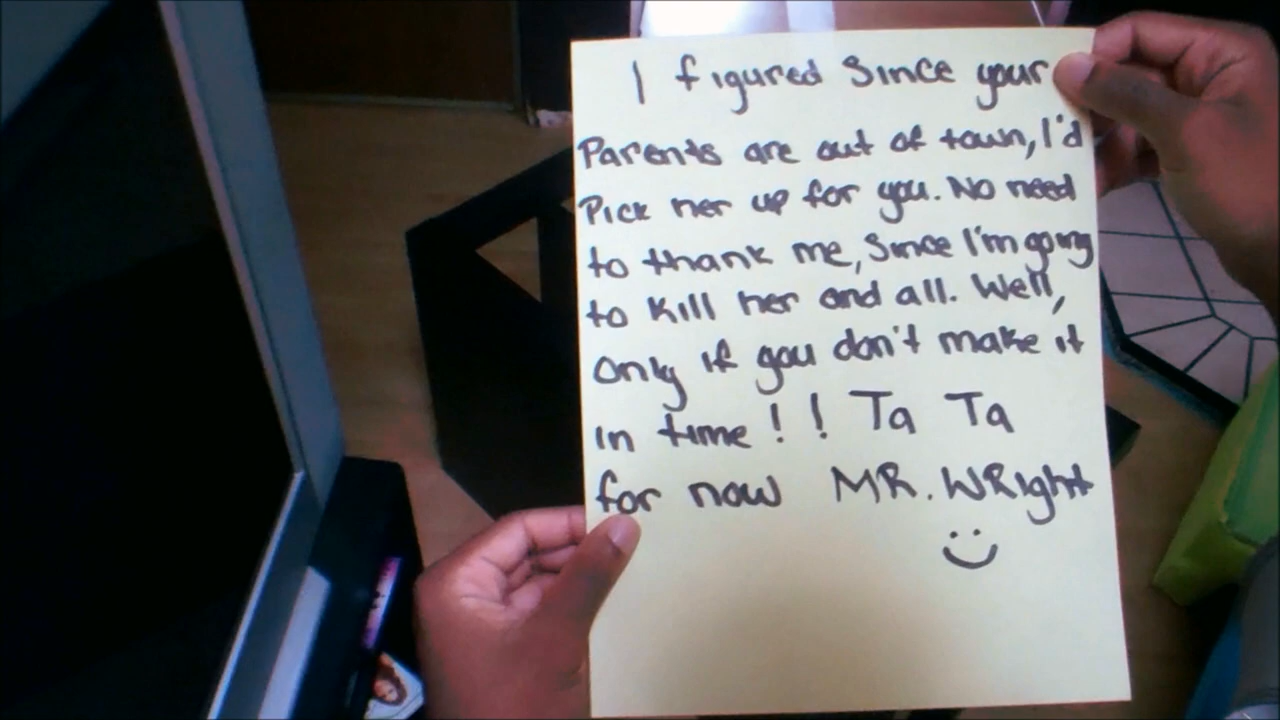 I figured Since your
Parents are out of town, I'd
Pick her up for you. No need
to thank me, Since I'm going
to Kill her and all. Well,
Only if you don't make it
in time!! Ta Ta
for now MR. WRight